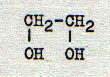 CH₂-CH₂
OH OH